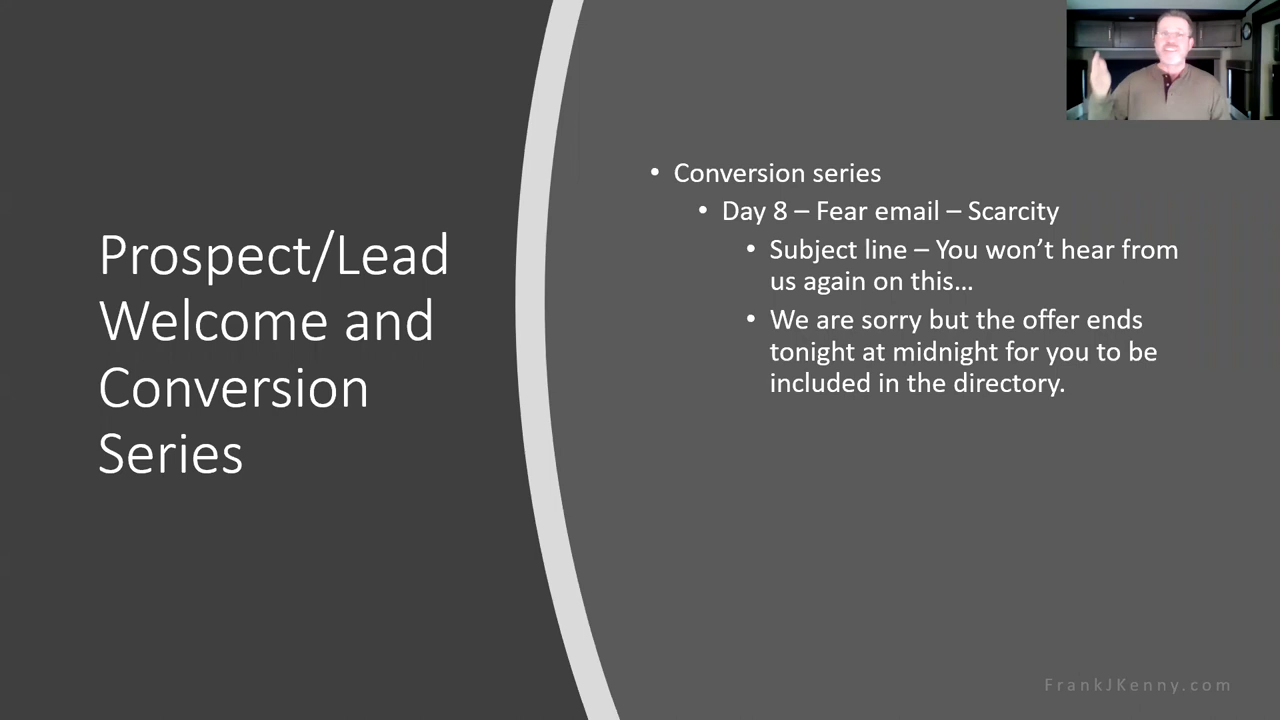 Prospect/Lead
Welcome and
Conversion
Series
• Conversion series
• Day 8 – Fear email – Scarcity
• Subject line – You won’t hear from
us again on this…
• We are sorry but the offer ends
tonight at midnight for you to be
included in the directory.
FrankJKenny.com